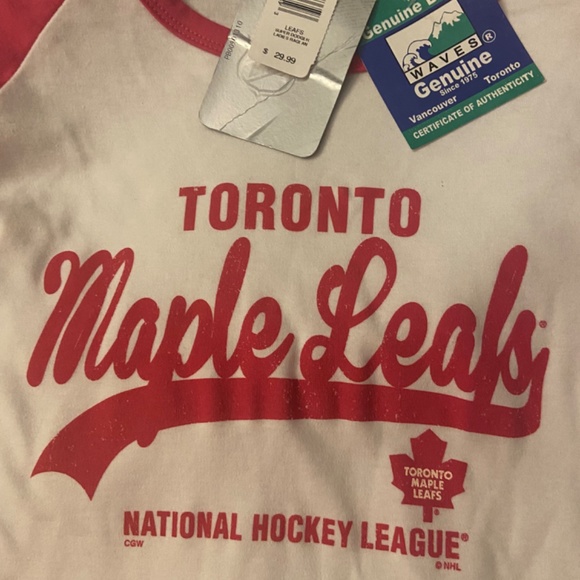 LEAFS
$ 29.99
Genuine
WAVES®
Genuine
Since 1975
Vancouver Toronto
CERTIFICATE OF AUTHENTICITY
TORONTO
Maple Leafs®
TORONTO
MAPLE
LEAFS
®
NATIONAL HOCKEY LEAGUE®
CGW
© NHL